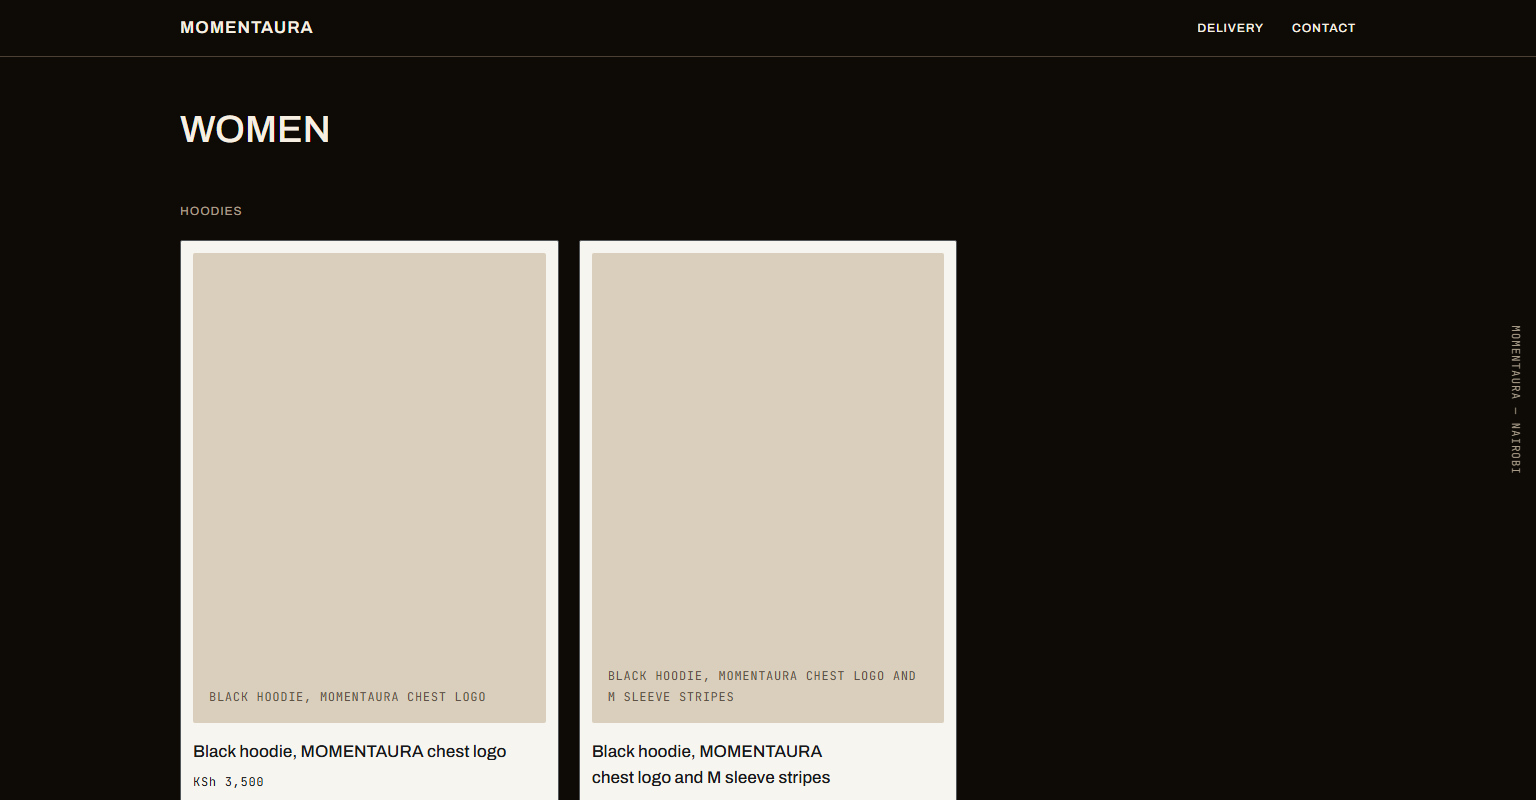 MOMENTAURA
DELIVERY
CONTACT
WOMEN
HOODIES
BLACK HOODIE, MOMENTAURA CHEST LOGO
Black hoodie, MOMENTAURA chest logo
KSh 3,500
BLACK HOODIE, MOMENTAURA CHEST LOGO AND
M SLEEVE STRIPES
Black hoodie, MOMENTAURA
chest logo and M sleeve stripes
MOMENTAURA — NAIROBI